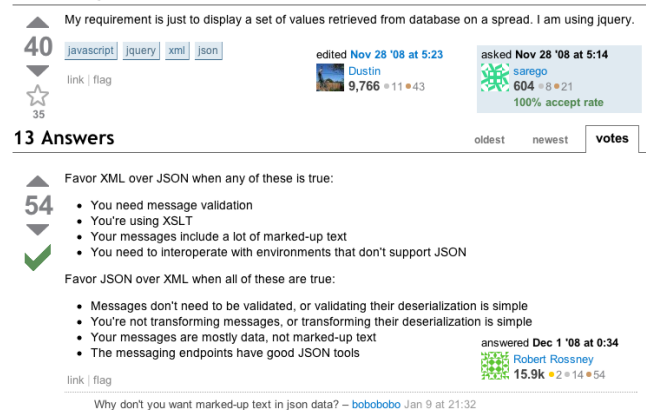 My requirement is just to display a set of values retrieved from database on a spread. I am using jquery.
40
javascript jquery xml json
link | flag
edited Nov 28 '08 at 5:23
Dustin
9,766 ●11●43
asked Nov 28 '08 at 5:14
sarego
604 ●8●21
100% accept rate
35
13 Answers
oldest newest votes
54
Favor XML over JSON when any of these is true:
• You need message validation
• You're using XSLT
• Your messages include a lot of marked-up text
• You need to interoperate with environments that don't support JSON
Favor JSON over XML when all of these are true:
• Messages don't need to be validated, or validating their deserialization is simple
• You're not transforming messages, or transforming their deserialization is simple
• Your messages are mostly data, not marked-up text
• The messaging endpoints have good JSON tools
answered Dec 1 '08 at 0:34
Robert Rossney
15.9k ●2●14●54
link | flag
Why don't you want marked-up text in json data? – bobobobo Jan 9 at 21:32